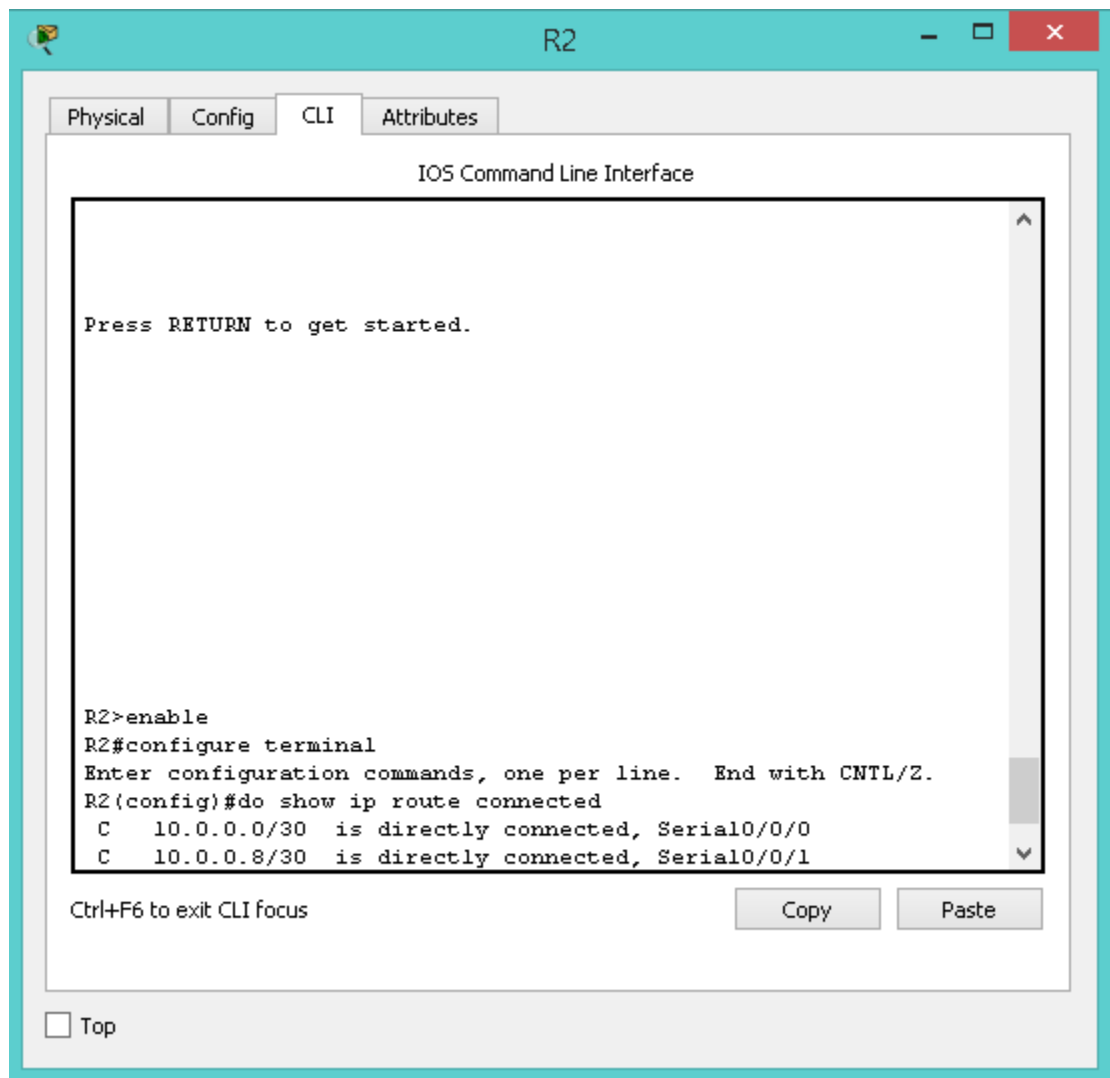 R2
Physical Config CLI Attributes
IOS Command Line Interface
Press RETURN to get started.
R2>enable
R2#configure terminal
Enter configuration commands, one per line.  End with CNTL/Z.
R2(config)#do show ip route connected
 C   10.0.0.0/30  is directly connected, Serial0/0/0
 C   10.0.0.8/30  is directly connected, Serial0/0/1
Ctrl+F6 to exit CLI focus
Copy Paste
Top